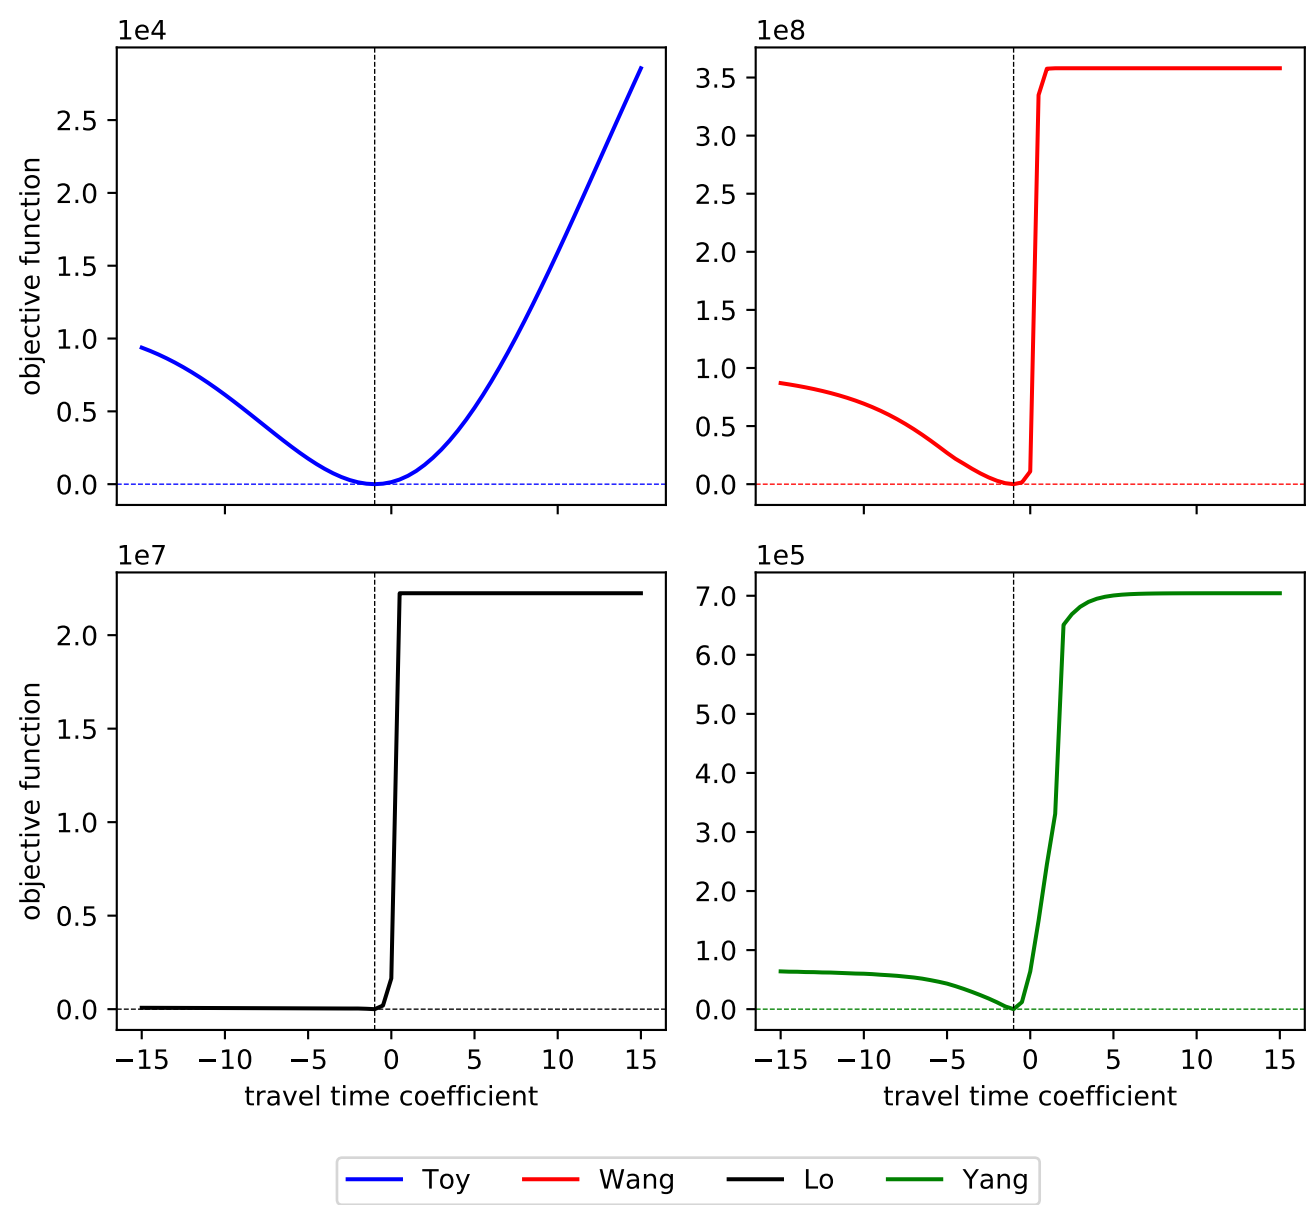 1e4
2.5
2.0
1.5
1.0
0.5
0.0
objective function
1e8
3.5
3.0
2.5
2.0
1.5
1.0
0.5
0.0
1e7
2.0
1.5
1.0
0.5
0.0
objective function
−15 −10 −5 0 5 10 15
travel time coefficient
1e5
7.0
6.0
5.0
4.0
3.0
2.0
1.0
0.0
−15 −10 −5 0 5 10 15
travel time coefficient
Toy Wang Lo Yang